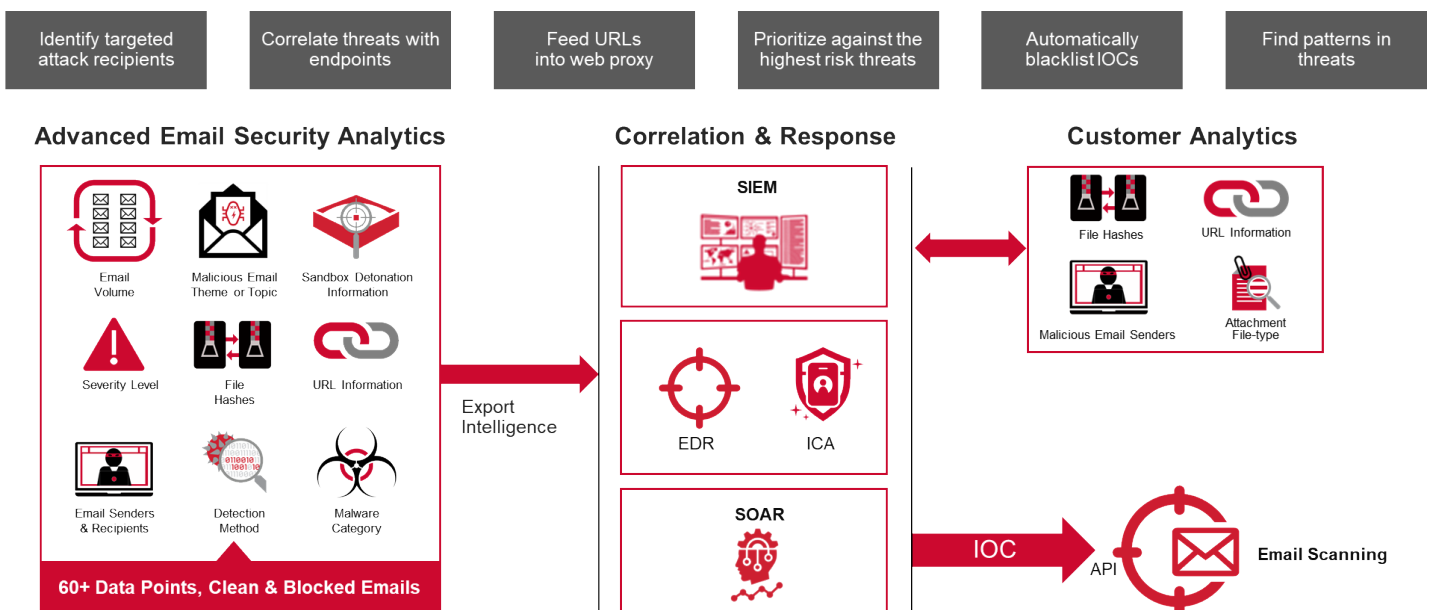 Identify targeted
attack recipients
Correlate threats with
endpoints
Feed URLs
into web proxy
Prioritize against the
highest risk threats
Automatically
blacklist IOCs
Find patterns in
threats
Advanced Email Security Analytics
Email
Volume
Malicious Email
Theme or Topic
Sandbox Detonation
Information
Severity Level
File
Hashes
URL Information
Email Senders
& Recipients
0110010
1001 10
Detection
Method
Malware
Category
60+ Data Points, Clean & Blocked Emails
Export
Intelligence
Correlation & Response
SIEM
EDR
ICA
SOAR
Customer Analytics
File Hashes
URL Information
Malicious Email Senders
Attachment
File-type
IOC
API
Email Scanning